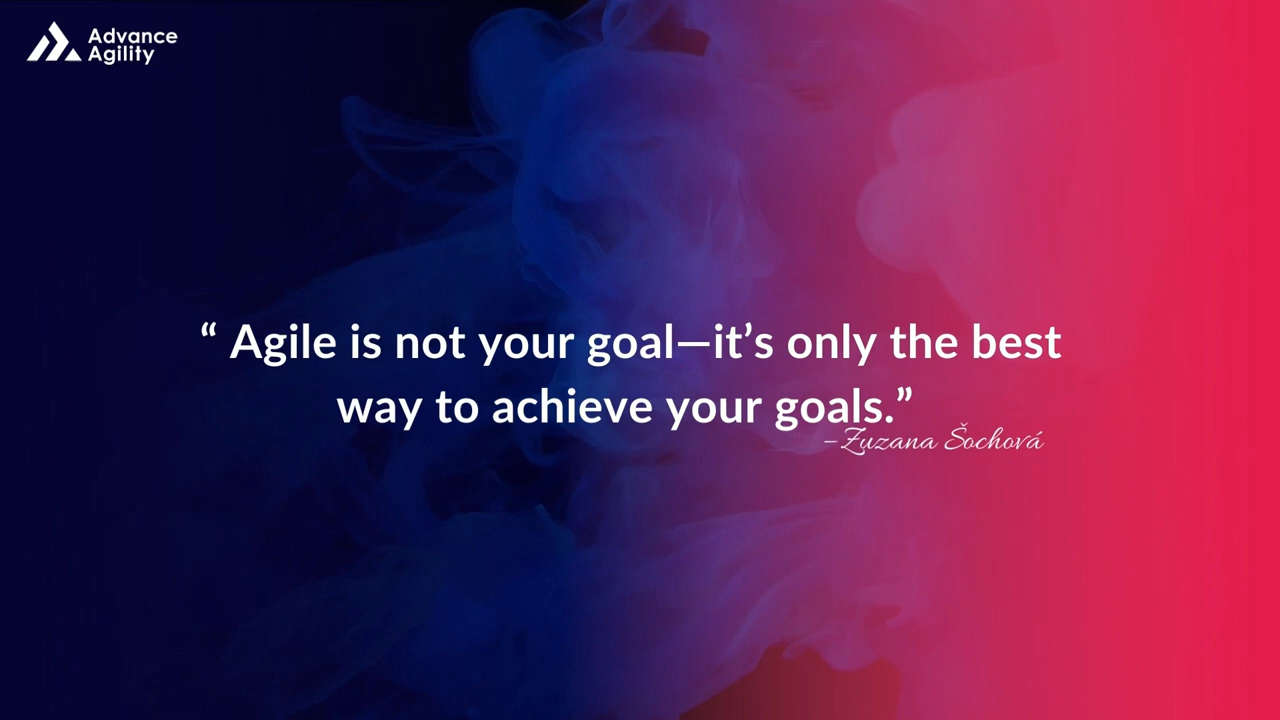 Advance
Agility
“ Agile is not your goal—it’s only the best
way to achieve your goals.”
–Zuzana Šochová